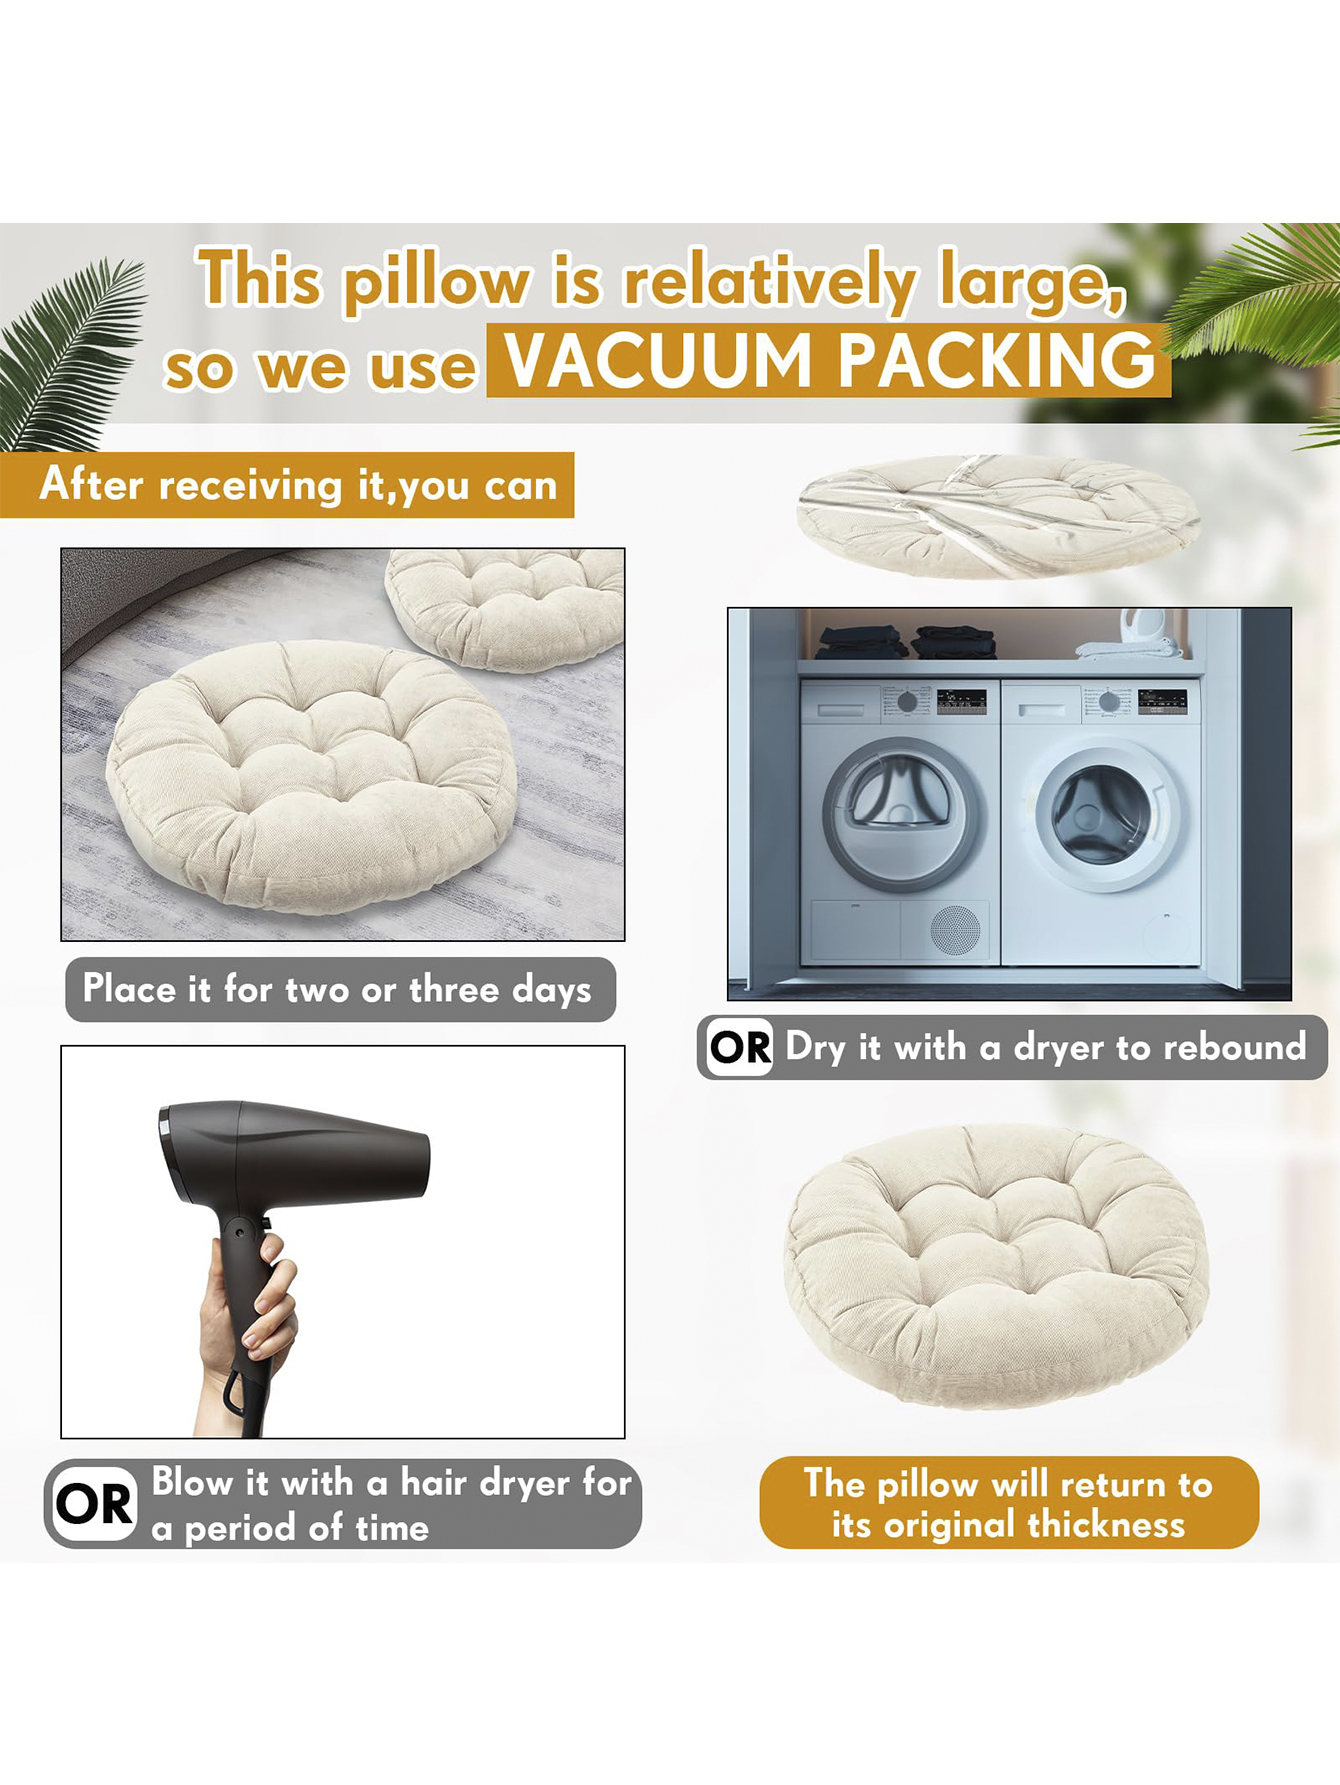 This pillow is relatively large,
so we use VACUUM PACKING
After receiving it,you can
Place it for two or three days
OR Dry it with a dryer to rebound
OR Blow it with a hair dryer for
a period of time
The pillow will return to
its original thickness